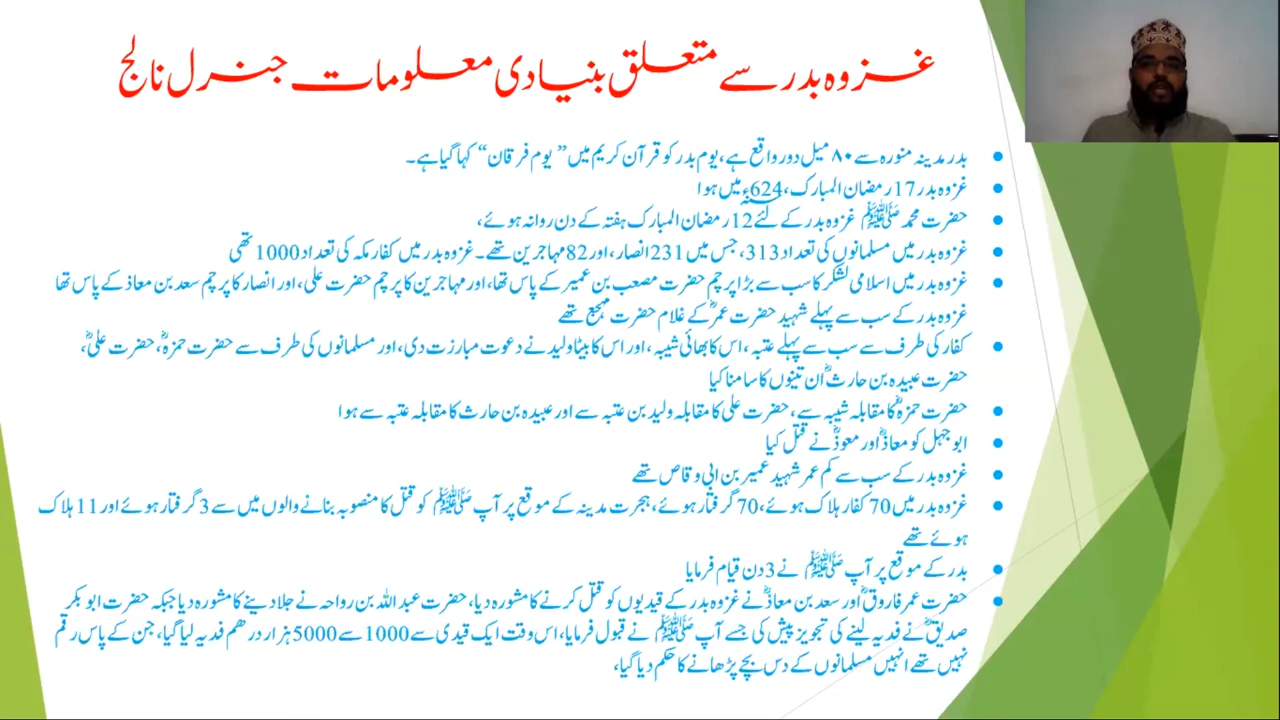 غزوہ بدر سے متعلق بنیادی معلومات جنرل نالج
بدر مدینہ منورہ سے ۸۰ میل دور واقع ہے، یوم بدر کو قرآن کریم میں ”یوم فرقان“ کہا گیا ہے۔
غزوہ بدر 17 رمضان المبارک، 624ء میں ہوا
حضرت محمد ﷺ غزوہ بدر کے لئے 12 رمضان المبارک ہفتہ کے دن روانہ ہوئے،
غزوہ بدر میں مسلمانوں کی تعداد 313، جس میں 231 انصار، اور 82 مہاجرین تھے۔ غزوہ بدر میں کفار مکہ کی تعداد 1000 تھی
غزوہ بدر میں اسلامی لشکر کا سب سے بڑا پرچم حضرت مصعب بن عمیر کے پاس تھا، اور مہاجرین کا پرچم حضرت علی، اور انصار کا پرچم سعد بن معاذ کے پاس تھا
غزوہ بدر کے سب سے پہلے شہید حضرت عمرؓ کے غلام حضرت مہجع تھے
کفار کی طرف سے سب سے پہلے عتبہ، اس کا بھائی شیبہ، اور اس کا بیٹا ولید نے دعوت مبارزت دی، اور مسلمانوں کی طرف سے حضرت حمزہؓ، حضرت علیؓ،
حضرت عبیدہ بن حارثؓ ان تینوں کا سامنا کیا
حضرت حمزہؓ کا مقابلہ شیبہ سے، حضرت علی کا مقابلہ ولید بن عتبہ سے اور عبیدہ بن حارث کا مقابلہ عتبہ سے ہوا
ابو جہل کو معاذؓ اور معوذؓ نے قتل کیا
غزوہ بدر کے سب سے کم عمر شہید عمیر بن ابی وقاص تھے
غزوہ بدر میں 70 کفار ہلاک ہوئے، 70 گرفتار ہوئے، ہجرت مدینہ کے موقع پر آپ ﷺ کو قتل کا منصوبہ بنانے والوں میں سے 3 گرفتار ہوئے اور 11 ہلاک
ہوئے تھے
بدر کے موقع پر آپ ﷺ نے 3 دن قیام فرمایا
حضرت عمر فاروقؓ اور سعد بن معاذؓ نے غزوہ بدر کے قیدیوں کو قتل کرنے کا مشورہ دیا، حضرت عبد اللہ بن رواحہ نے جلا دینے کا مشورہ دیا جبکہ حضرت ابو بکر
صدیقؓ نے فدیہ لینے کی تجویز پیش کی جسے آپ ﷺ نے قبول فرمایا، اس وقت ایک قیدی سے 1000 سے 5000 ہزار درھم فدیہ لیا گیا، جن کے پاس رقم
نہیں تھے انہیں مسلمانوں کے دس بچے پڑھانے کا حکم دیا گیا،